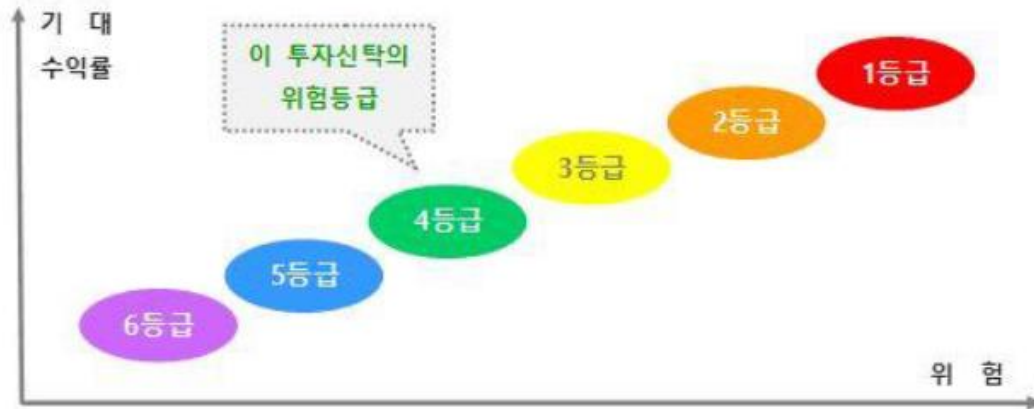 기 대
수익률
이 투자신탁의
위험등급
1등급
2등급
3등급
4등급
5등급
6등급
위 험